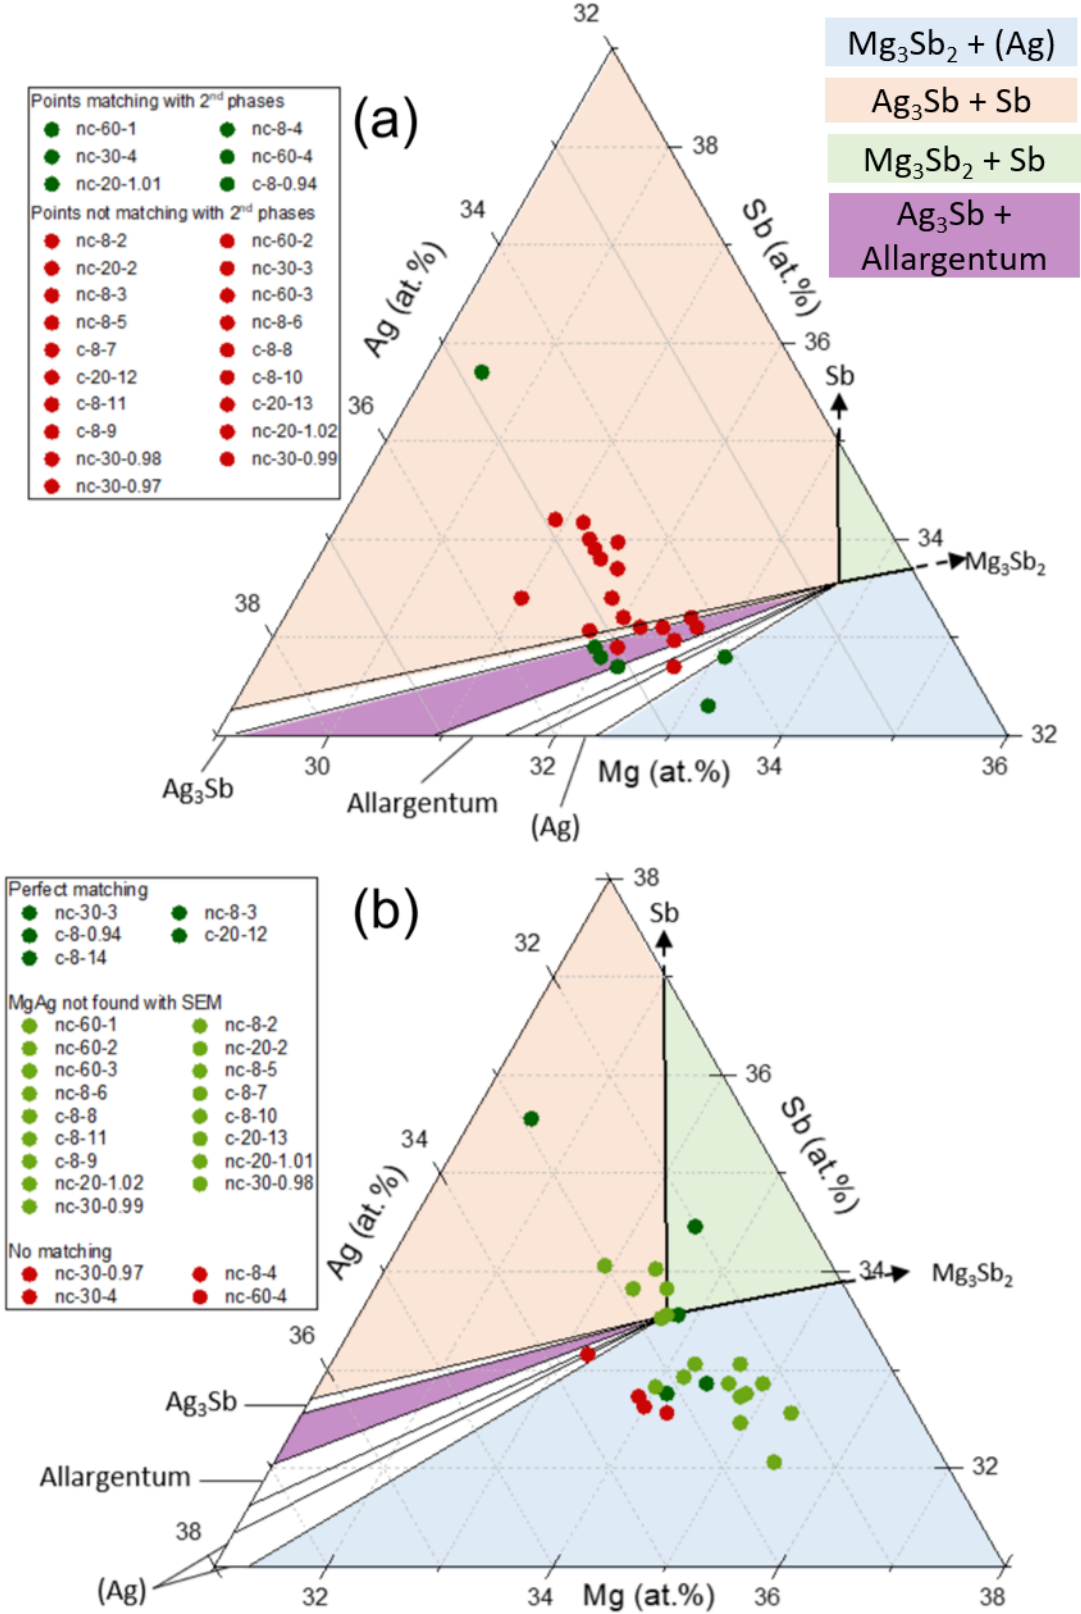 32
Mg₃Sb₂ + (Ag)
Ag₃Sb + Sb
Mg₃Sb₂ + Sb
Ag₃Sb +
Allargentum
(a)
Points matching with 2ⁿᵈ phases
nc-60-1 nc-8-4
nc-30-4 nc-60-4
nc-20-1.01 c-8-0.94
Points not matching with 2ⁿᵈ phases
nc-8-2 nc-60-2
nc-20-2 nc-30-3
nc-8-3 nc-60-3
nc-8-5 nc-8-6
c-8-7 c-8-8
c-20-12 c-8-10
c-8-11 c-20-13
c-8-9 nc-20-1.02
nc-30-0.98 nc-30-0.99
nc-30-0.97
38
34
Sb (at.%)
Ag (at.%)
36
Sb
36
34
Mg₃Sb₂
38
32
30
32
Mg (at.%)
34
36
Ag₃Sb
Allargentum
(Ag)
(b)
Perfect matching
nc-30-3 nc-8-3
c-8-0.94 c-20-12
c-8-14
MgAg not found with SEM
nc-60-1 nc-8-2
nc-60-2 nc-20-2
nc-60-3 nc-8-5
nc-8-6 c-8-7
c-8-8 c-8-10
c-8-11 c-20-13
c-8-9 nc-20-1.01
nc-20-1.02 nc-30-0.98
nc-30-0.99
No matching
nc-30-0.97 nc-8-4
nc-30-4 nc-60-4
38
Sb
32
36
Sb (at.%)
34
Ag (at.%)
34
Mg₃Sb₂
36
Ag₃Sb
Allargentum
32
38
(Ag)
32
34
Mg (at.%)
36
38